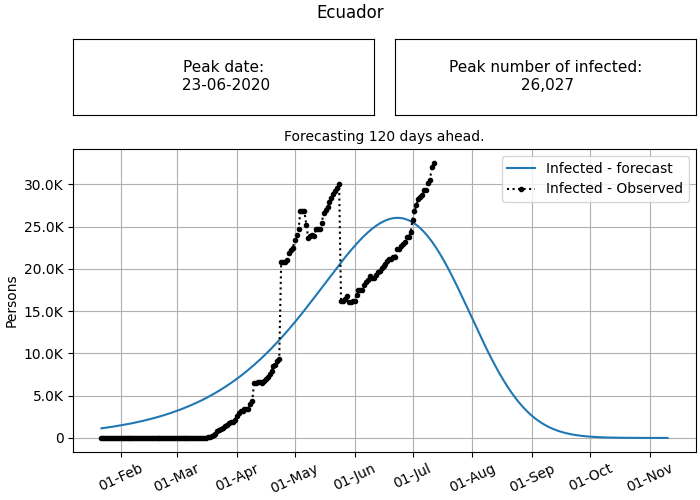 Ecuador
Peak date:
23-06-2020
Peak number of infected:
26,027
Forecasting 120 days ahead.
Infected - forecast
Infected - Observed
30.0K
25.0K
20.0K
15.0K
10.0K
5.0K
0
Persons
01-Feb
01-Mar
01-Apr
01-May
01-Jun
01-Jul
01-Aug
01-Sep
01-Oct
01-Nov